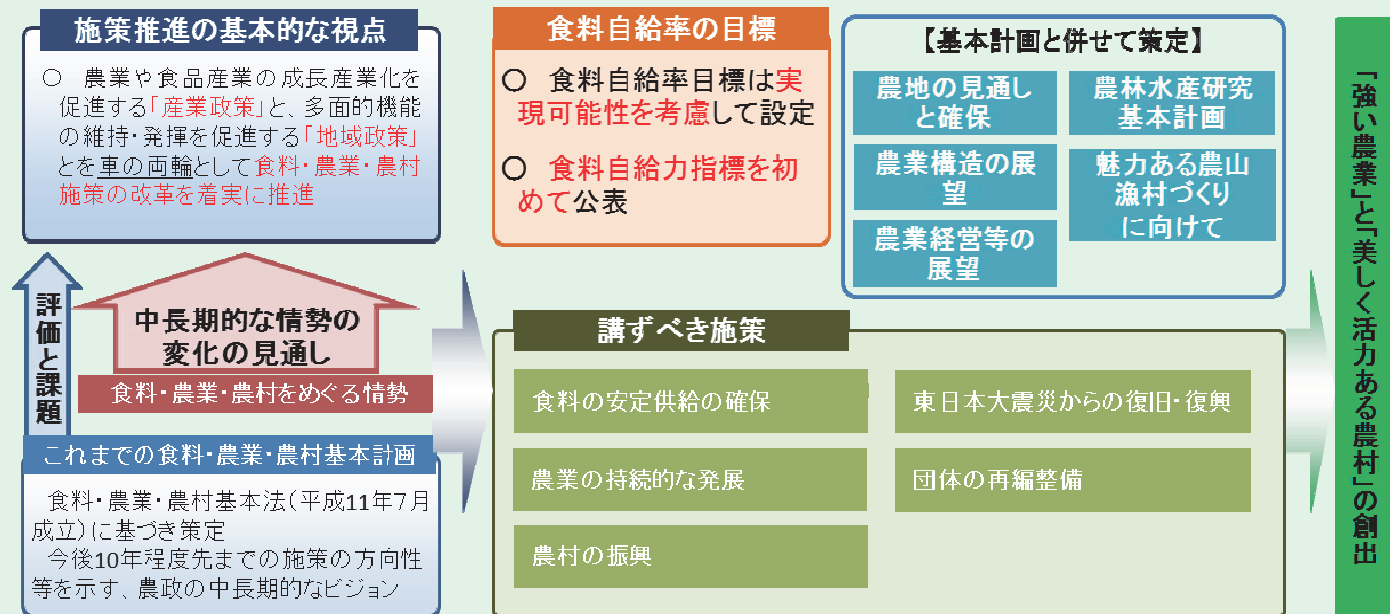 施策推進の基本的な視点
○　農業や食品産業の成長産業化を
促進する「産業政策」と、多面的機能
の維持・発揮を促進する「地域政策」
とを車の両輪として食料・農業・農村
施策の改革を着実に推進
食料自給率の目標
○　食料自給率目標は実
現可能性を考慮して設定
○　食料自給力指標を初
めて公表
【基本計画と併せて策定】
農地の見通し
と確保
農業構造の展
望
農業経営等の
展望
農林水産研究
基本計画
魅力ある農山
漁村づくり
に向けて
評価と課題
中長期的な情勢の
変化の見通し
食料・農業・農村をめぐる情勢
これまでの食料・農業・農村基本計画
食料・農業・農村基本法（平成11年7月
成立）に基づき策定
今後10年程度先までの施策の方向性
等を示す、農政の中長期的なビジョン
講ずべき施策
食料の安定供給の確保
農業の持続的な発展
農村の振興
東日本大震災からの復旧・復興
団体の再編整備
「強い農業」と「美しく活力ある農村」の創出